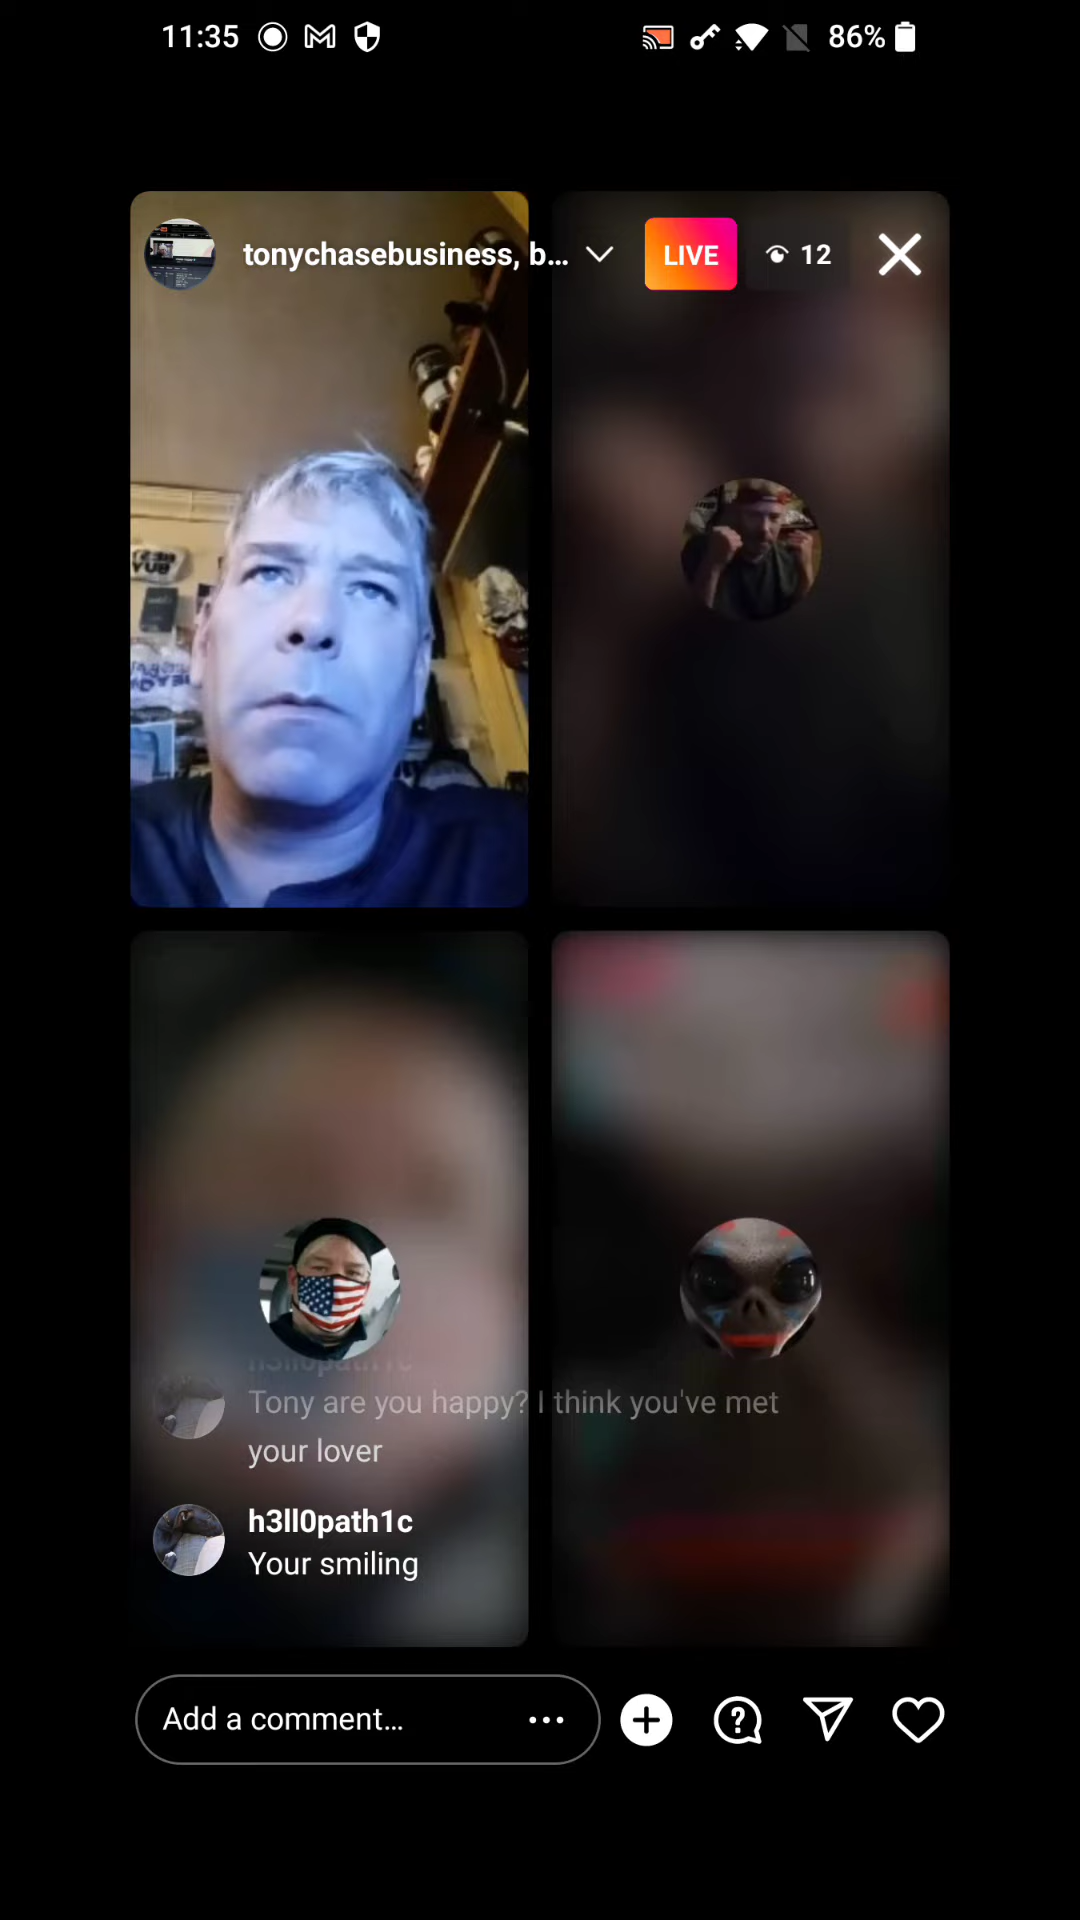 11:35
86%
tonychasebusiness, b...
LIVE
12
h3ll0path1c
Tony are you happy? I think you've met
your lover
h3ll0path1c
Your smiling
Add a comment...